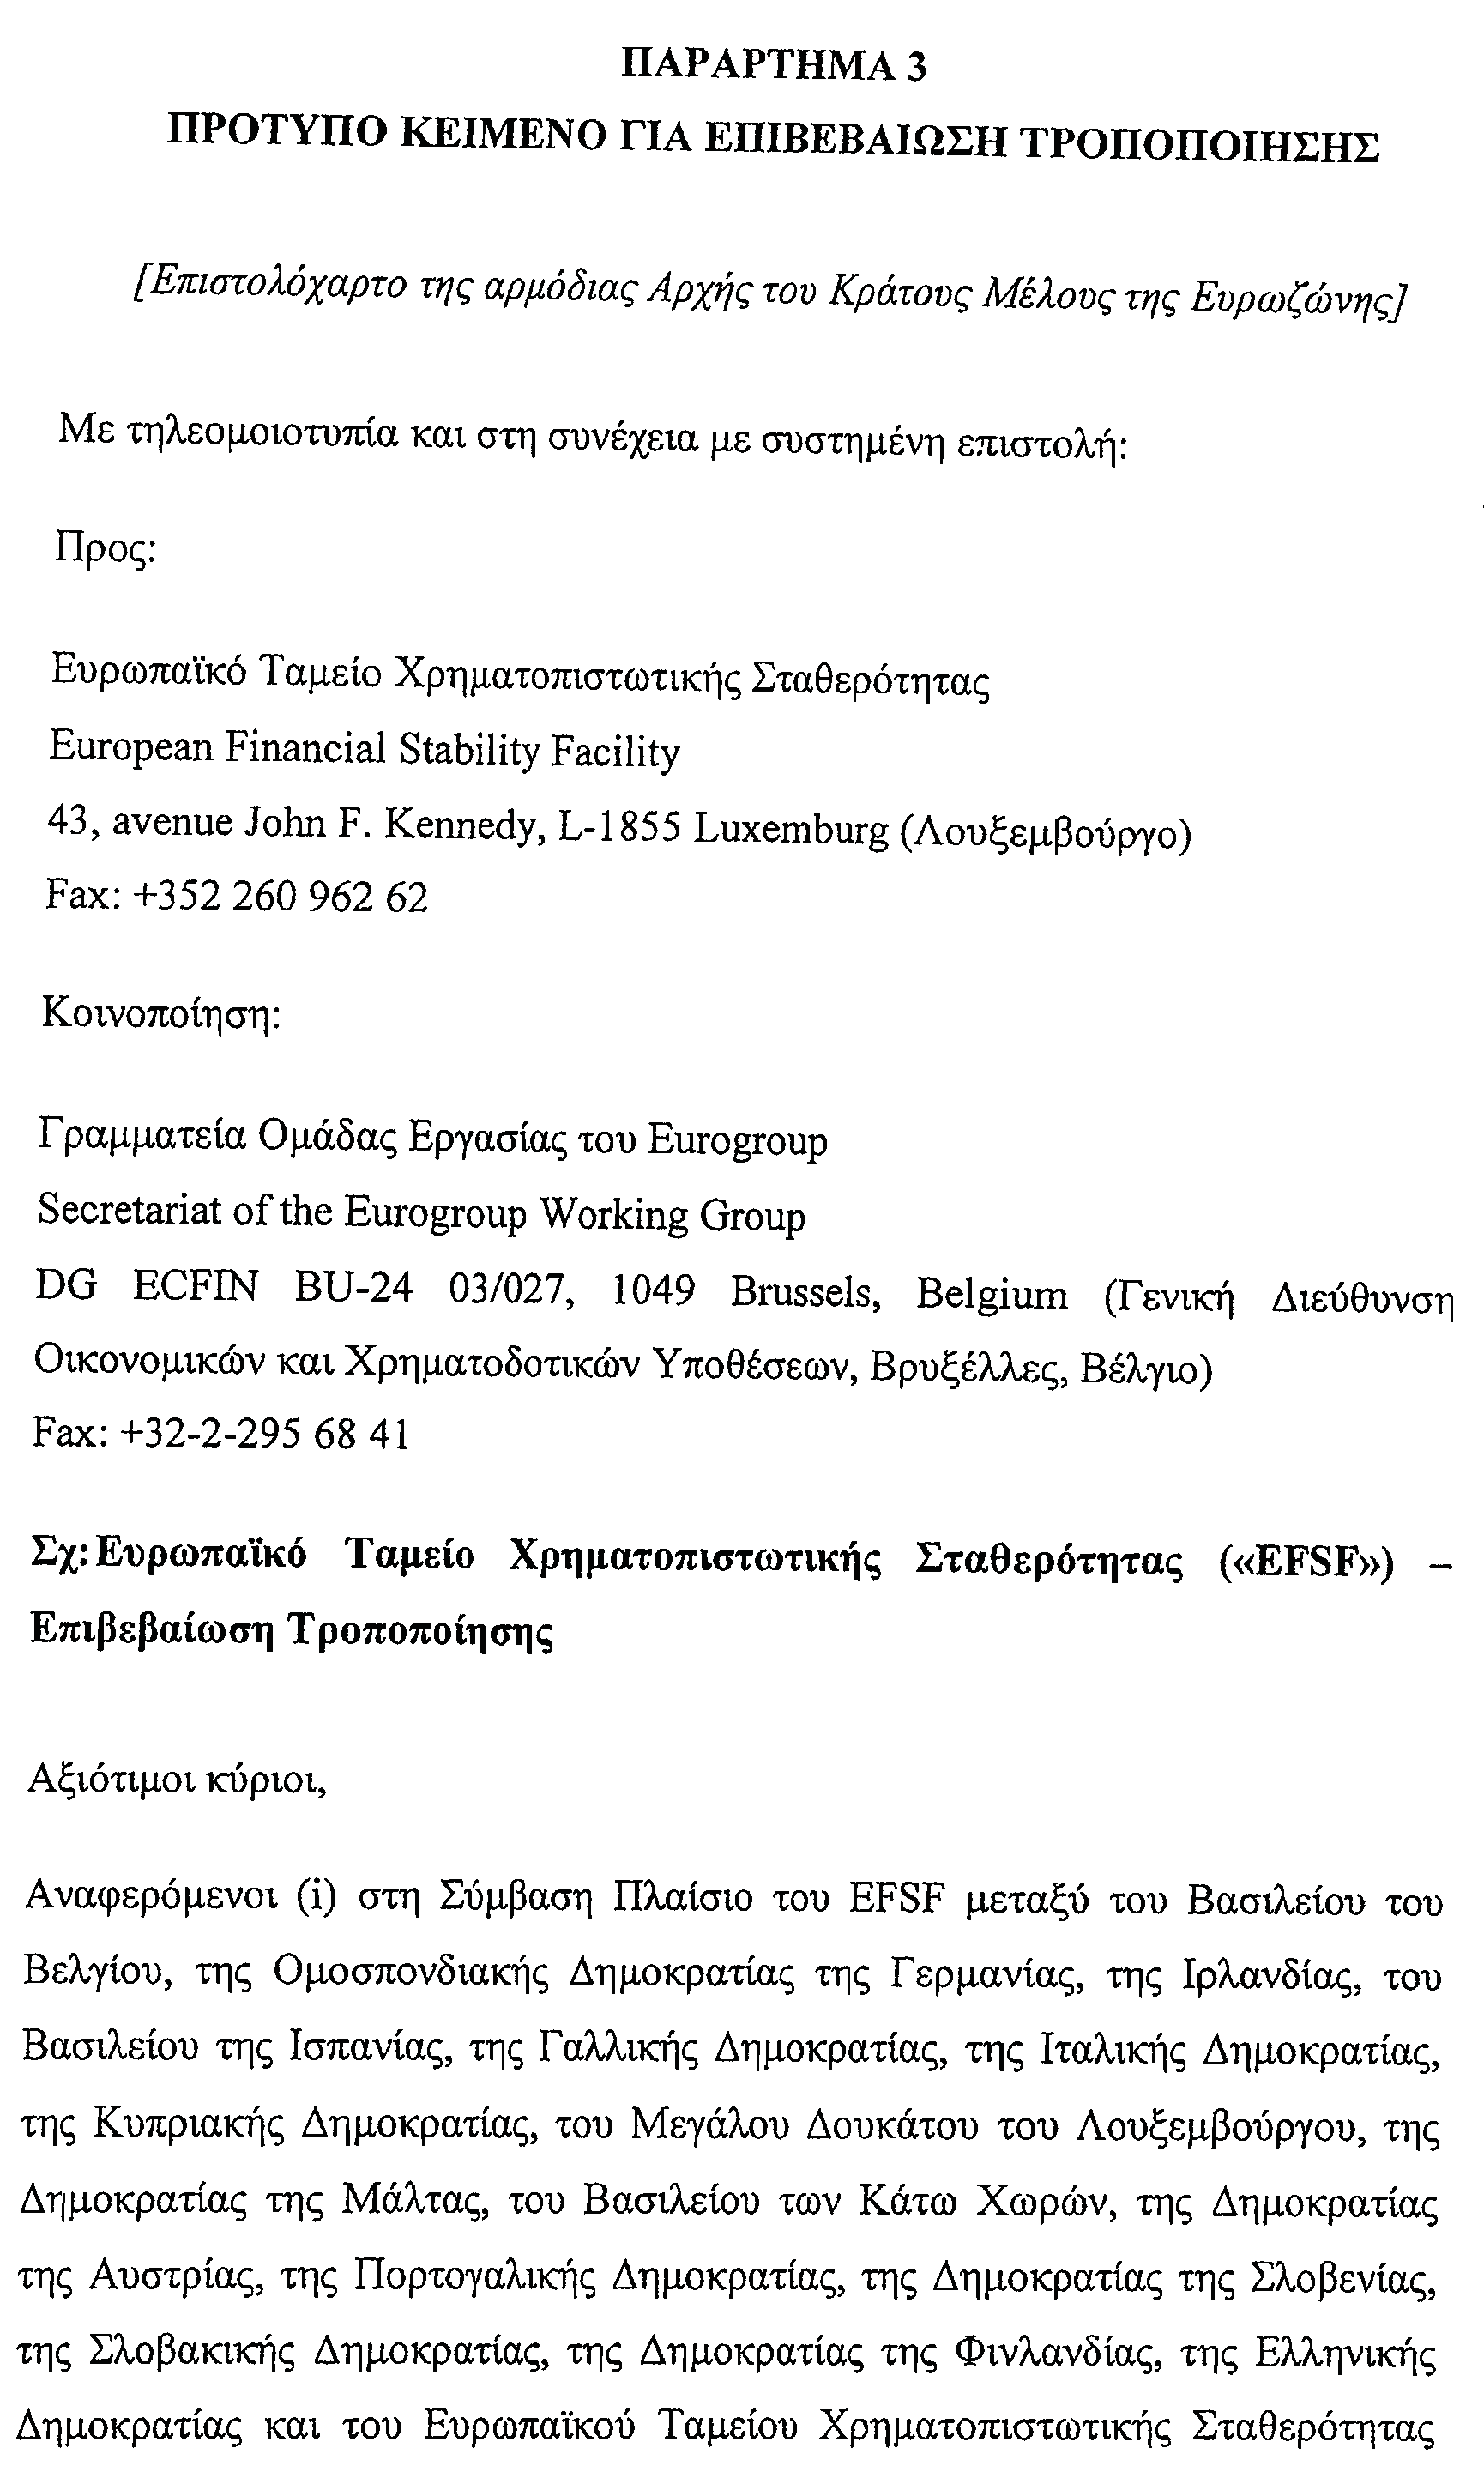 ΠΑΡΑΡΤΗΜΑ 3
ΠΡΟΤΥΠΟ ΚΕΙΜΕΝΟ ΓΙΑ ΕΠΙΒΕΒΑΙΩΣΗ ΤΡΟΠΟΠΟΙΗΣΗΣ
[Επιστολόχαρτο της αρμόδιας Αρχής του Κράτους Μέλους της Ευρωζώνης]
Με τηλεομοιοτυπία και στη συνέχεια με συστημένη επιστολή:
Προς:
Ευρωπαϊκό Ταμείο Χρηματοπιστωτικής Σταθερότητας
European Financial Stability Facility
43, avenue John F. Kennedy, L-1855 Luxemburg (Λουξεμβούργο)
Fax: +352 260 962 62
Κοινοποίηση:
Γραμματεία Ομάδας Εργασίας του Eurogroup
Secretariat of the Eurogroup Working Group
DG ECFIN BU-24 03/027, 1049 Brussels, Belgium (Γενική Διεύθυνση
Οικονομικών και Χρηματοδοτικών Υποθέσεων, Βρυξέλλες, Βέλγιο)
Fax: +32-2-295 68 41
Σχ: Ευρωπαϊκό Ταμείο Χρηματοπιστωτικής Σταθερότητας («EFSF») –
Επιβεβαίωση Τροποποίησης
Αξιότιμοι κύριοι,
Αναφερόμενοι (i) στη Σύμβαση Πλαίσιο του EFSF μεταξύ του Βασιλείου του
Βελγίου, της Ομοσπονδιακής Δημοκρατίας της Γερμανίας, της Ιρλανδίας, του
Βασιλείου της Ισπανίας, της Γαλλικής Δημοκρατίας, της Ιταλικής Δημοκρατίας,
της Κυπριακής Δημοκρατίας, του Μεγάλου Δουκάτου του Λουξεμβούργου, της
Δημοκρατίας της Μάλτας, του Βασιλείου των Κάτω Χωρών, της Δημοκρατίας
της Αυστρίας, της Πορτογαλικής Δημοκρατίας, της Δημοκρατίας της Σλοβενίας,
της Σλοβακικής Δημοκρατίας, της Δημοκρατίας της Φινλανδίας, της Ελληνικής
Δημοκρατίας και του Ευρωπαϊκού Ταμείου Χρηματοπιστωτικής Σταθερότητας